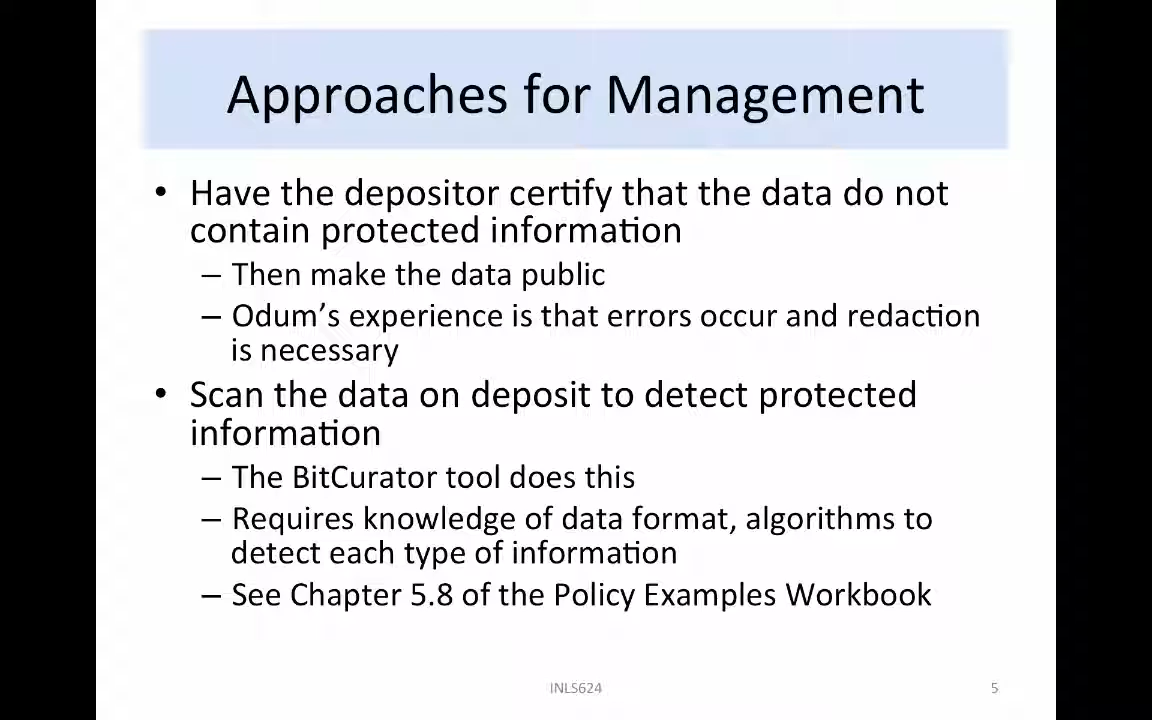 Approaches for Management
• Have the depositor certify that the data do not
contain protected information
– Then make the data public
– Odum’s experience is that errors occur and redaction
is necessary
• Scan the data on deposit to detect protected
information
– The BitCurator tool does this
– Requires knowledge of data format, algorithms to
detect each type of information
– See Chapter 5.8 of the Policy Examples Workbook
INLS624
5